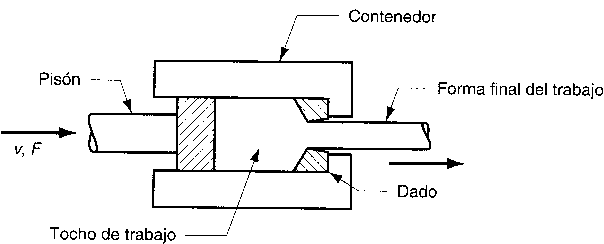 Contenedor
Pisón
Forma final del trabajo
v, F
Dado
Tocho de trabajo